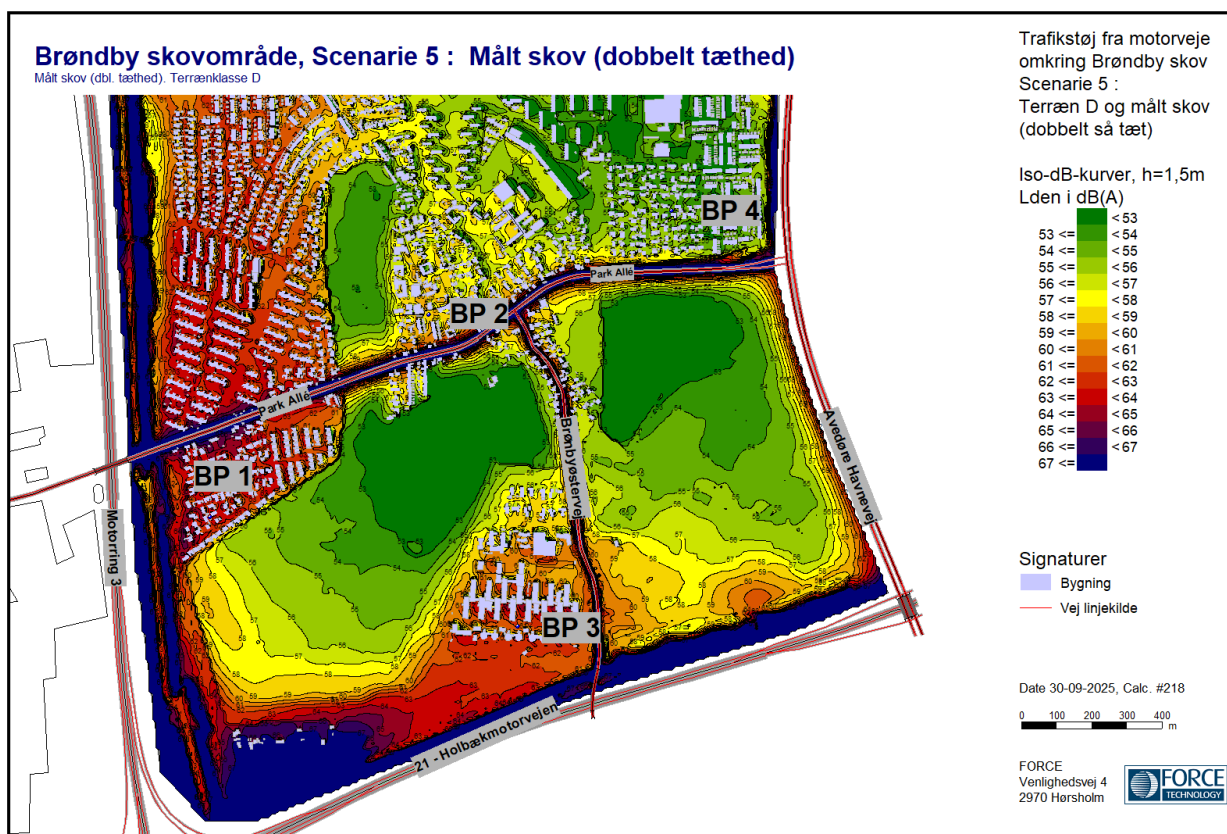 Brøndby skovområde, Scenarie 5 : Målt skov (dobbelt tæthed)
Målt skov (dbl. tæthed). Terrænklasse D
BP 4
Park Allé
BP 2
Park Allé
BP 1
Brønbyøstervej
Avedøre Havnevej
Motorring 3
BP 3
21 - Holbækmotorvejen
Trafikstøj fra motorveje
omkring Brøndby skov
Scenarie 5 :
Terræn D og målt skov
(dobbelt så tæt)
Iso-dB-kurver, h=1,5m
Lden i dB(A)
< 53
53 <= < 54
54 <= < 55
55 <= < 56
56 <= < 57
57 <= < 58
58 <= < 59
59 <= < 60
60 <= < 61
61 <= < 62
62 <= < 63
63 <= < 64
64 <= < 65
65 <= < 66
66 <= < 67
67 <=
Signaturer
Bygning
Vej linjekilde
Date 30-09-2025, Calc. #218
0 100 200 300 400
m
FORCE
Venlighedsvej 4
2970 Hørsholm
FORCE
TECHNOLOGY